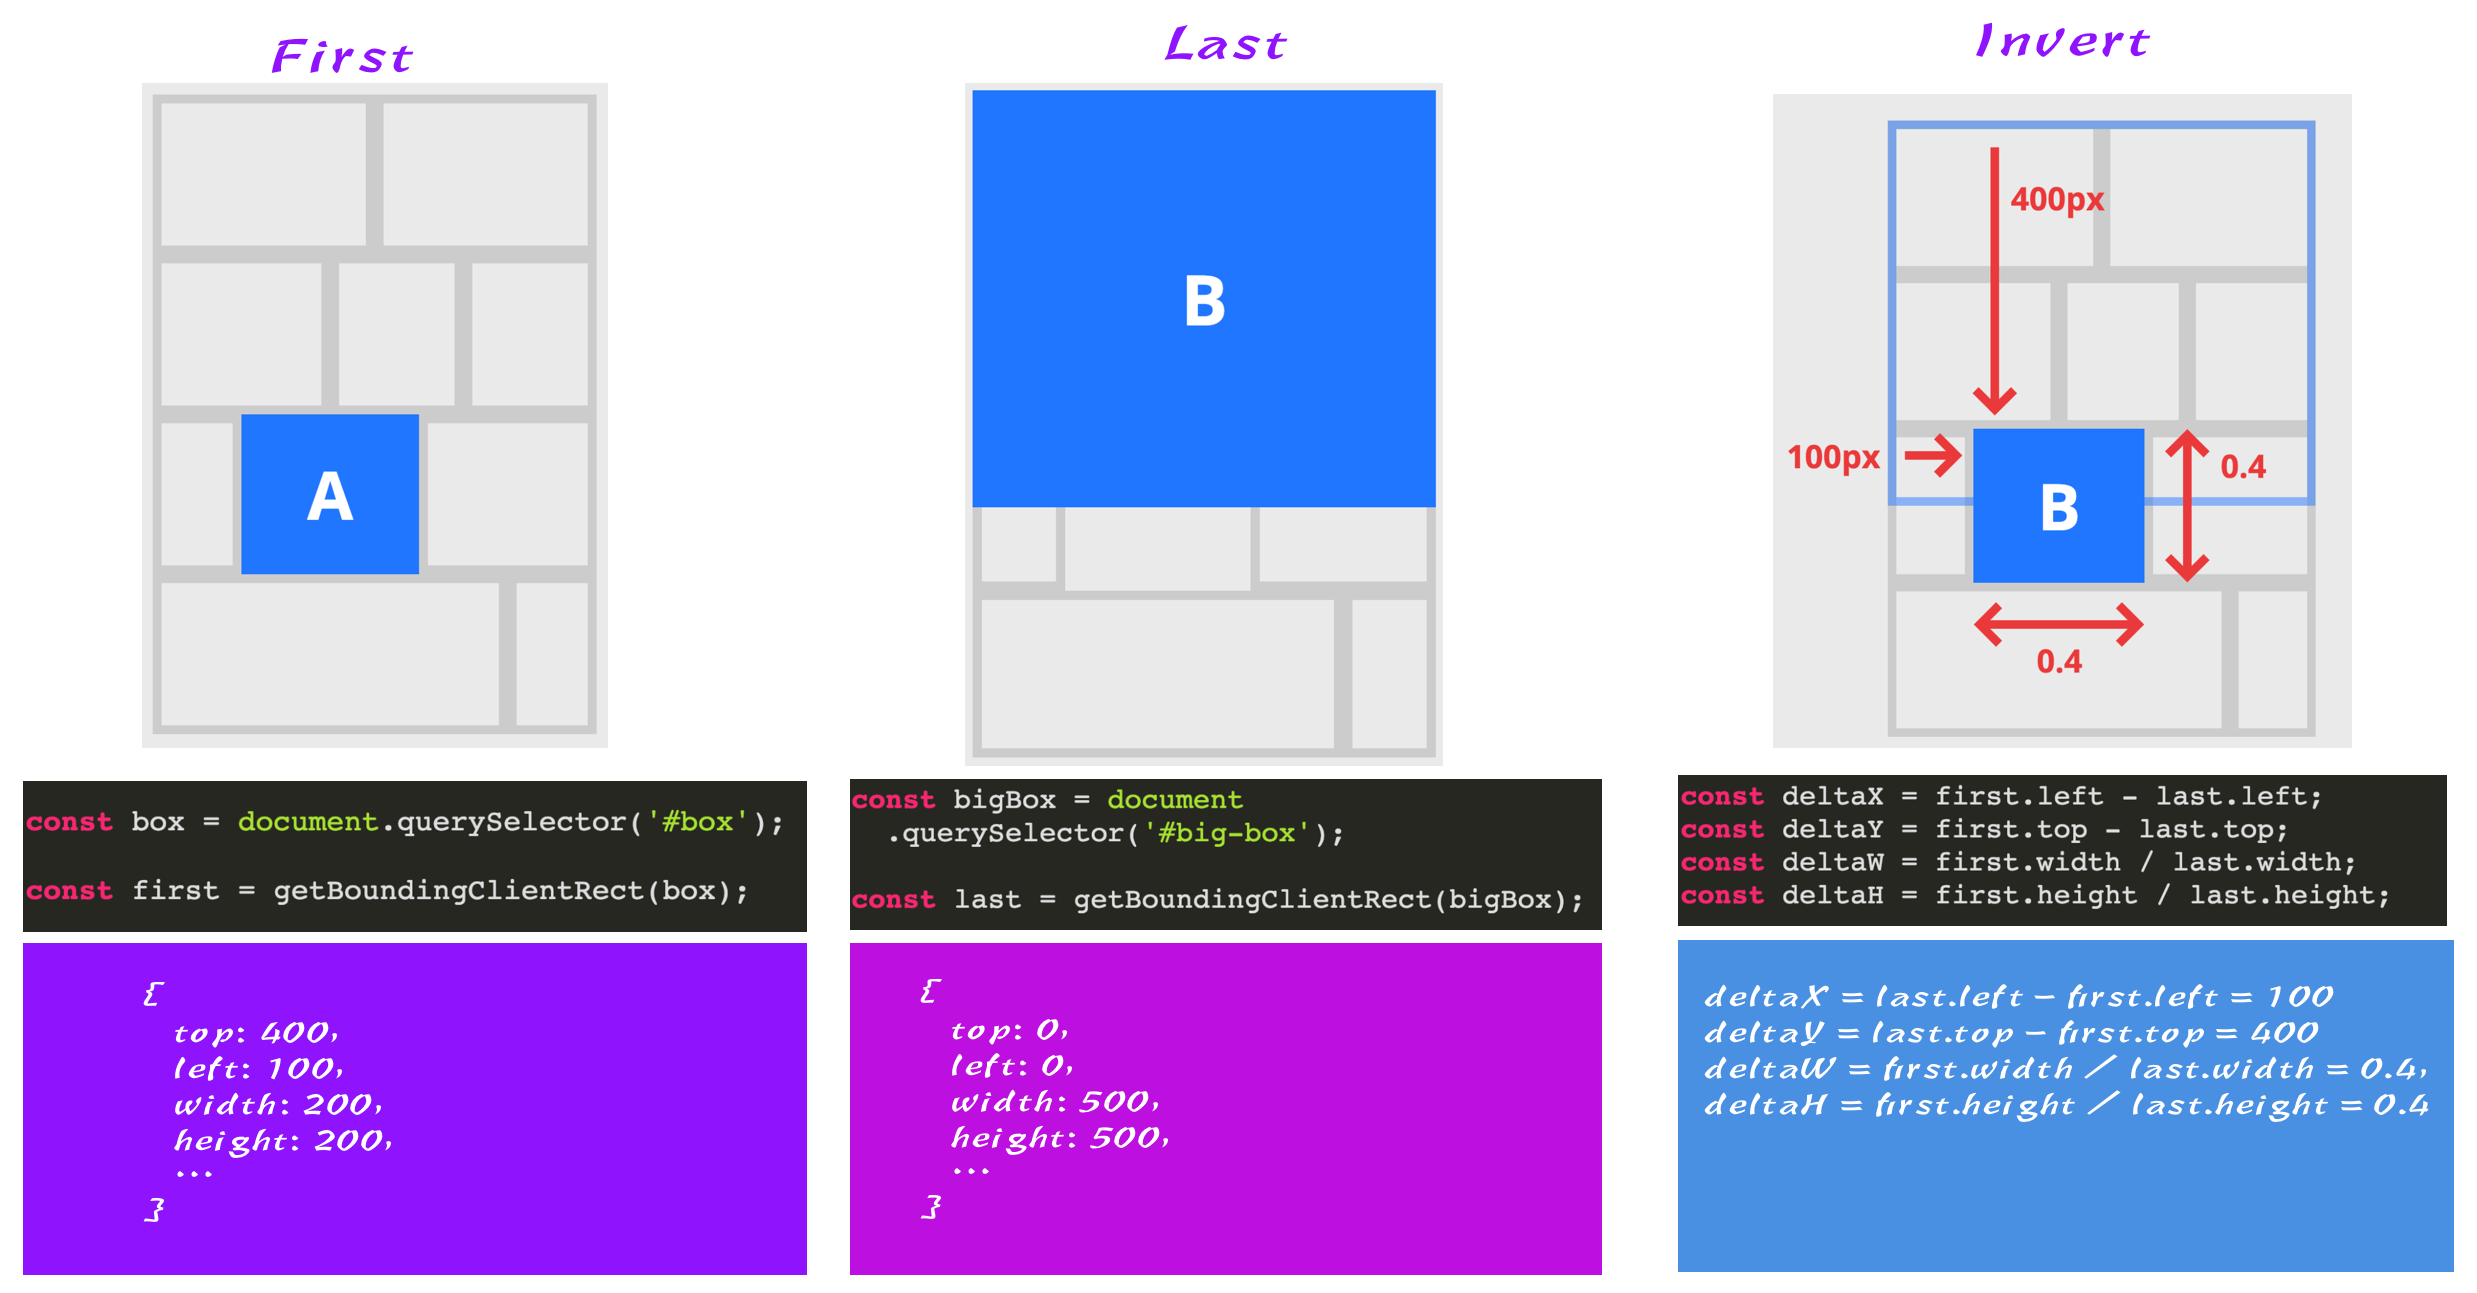 First
A
const box = document.querySelector('#box');
const first = getBoundingClientRect(box);
{
top: 400,
left: 100,
width: 200,
height: 200,
...
}
Last
B
const bigBox = document
.querySelector('#big-box');
const last = getBoundingClientRect(bigBox);
{
top: 0,
left: 0,
width: 500,
height: 500,
...
}
Invert
400px
100px
0.4
B
0.4
const deltaX = first.left - last.left;
const deltaY = first.top - last.top;
const deltaW = first.width / last.width;
const deltaH = first.height / last.height;
deltaX = last.left - first.left = 100
deltaY = last.top - first.top = 400
deltaW = first.width / last.width = 0.4,
deltaH = first.height / last.height = 0.4